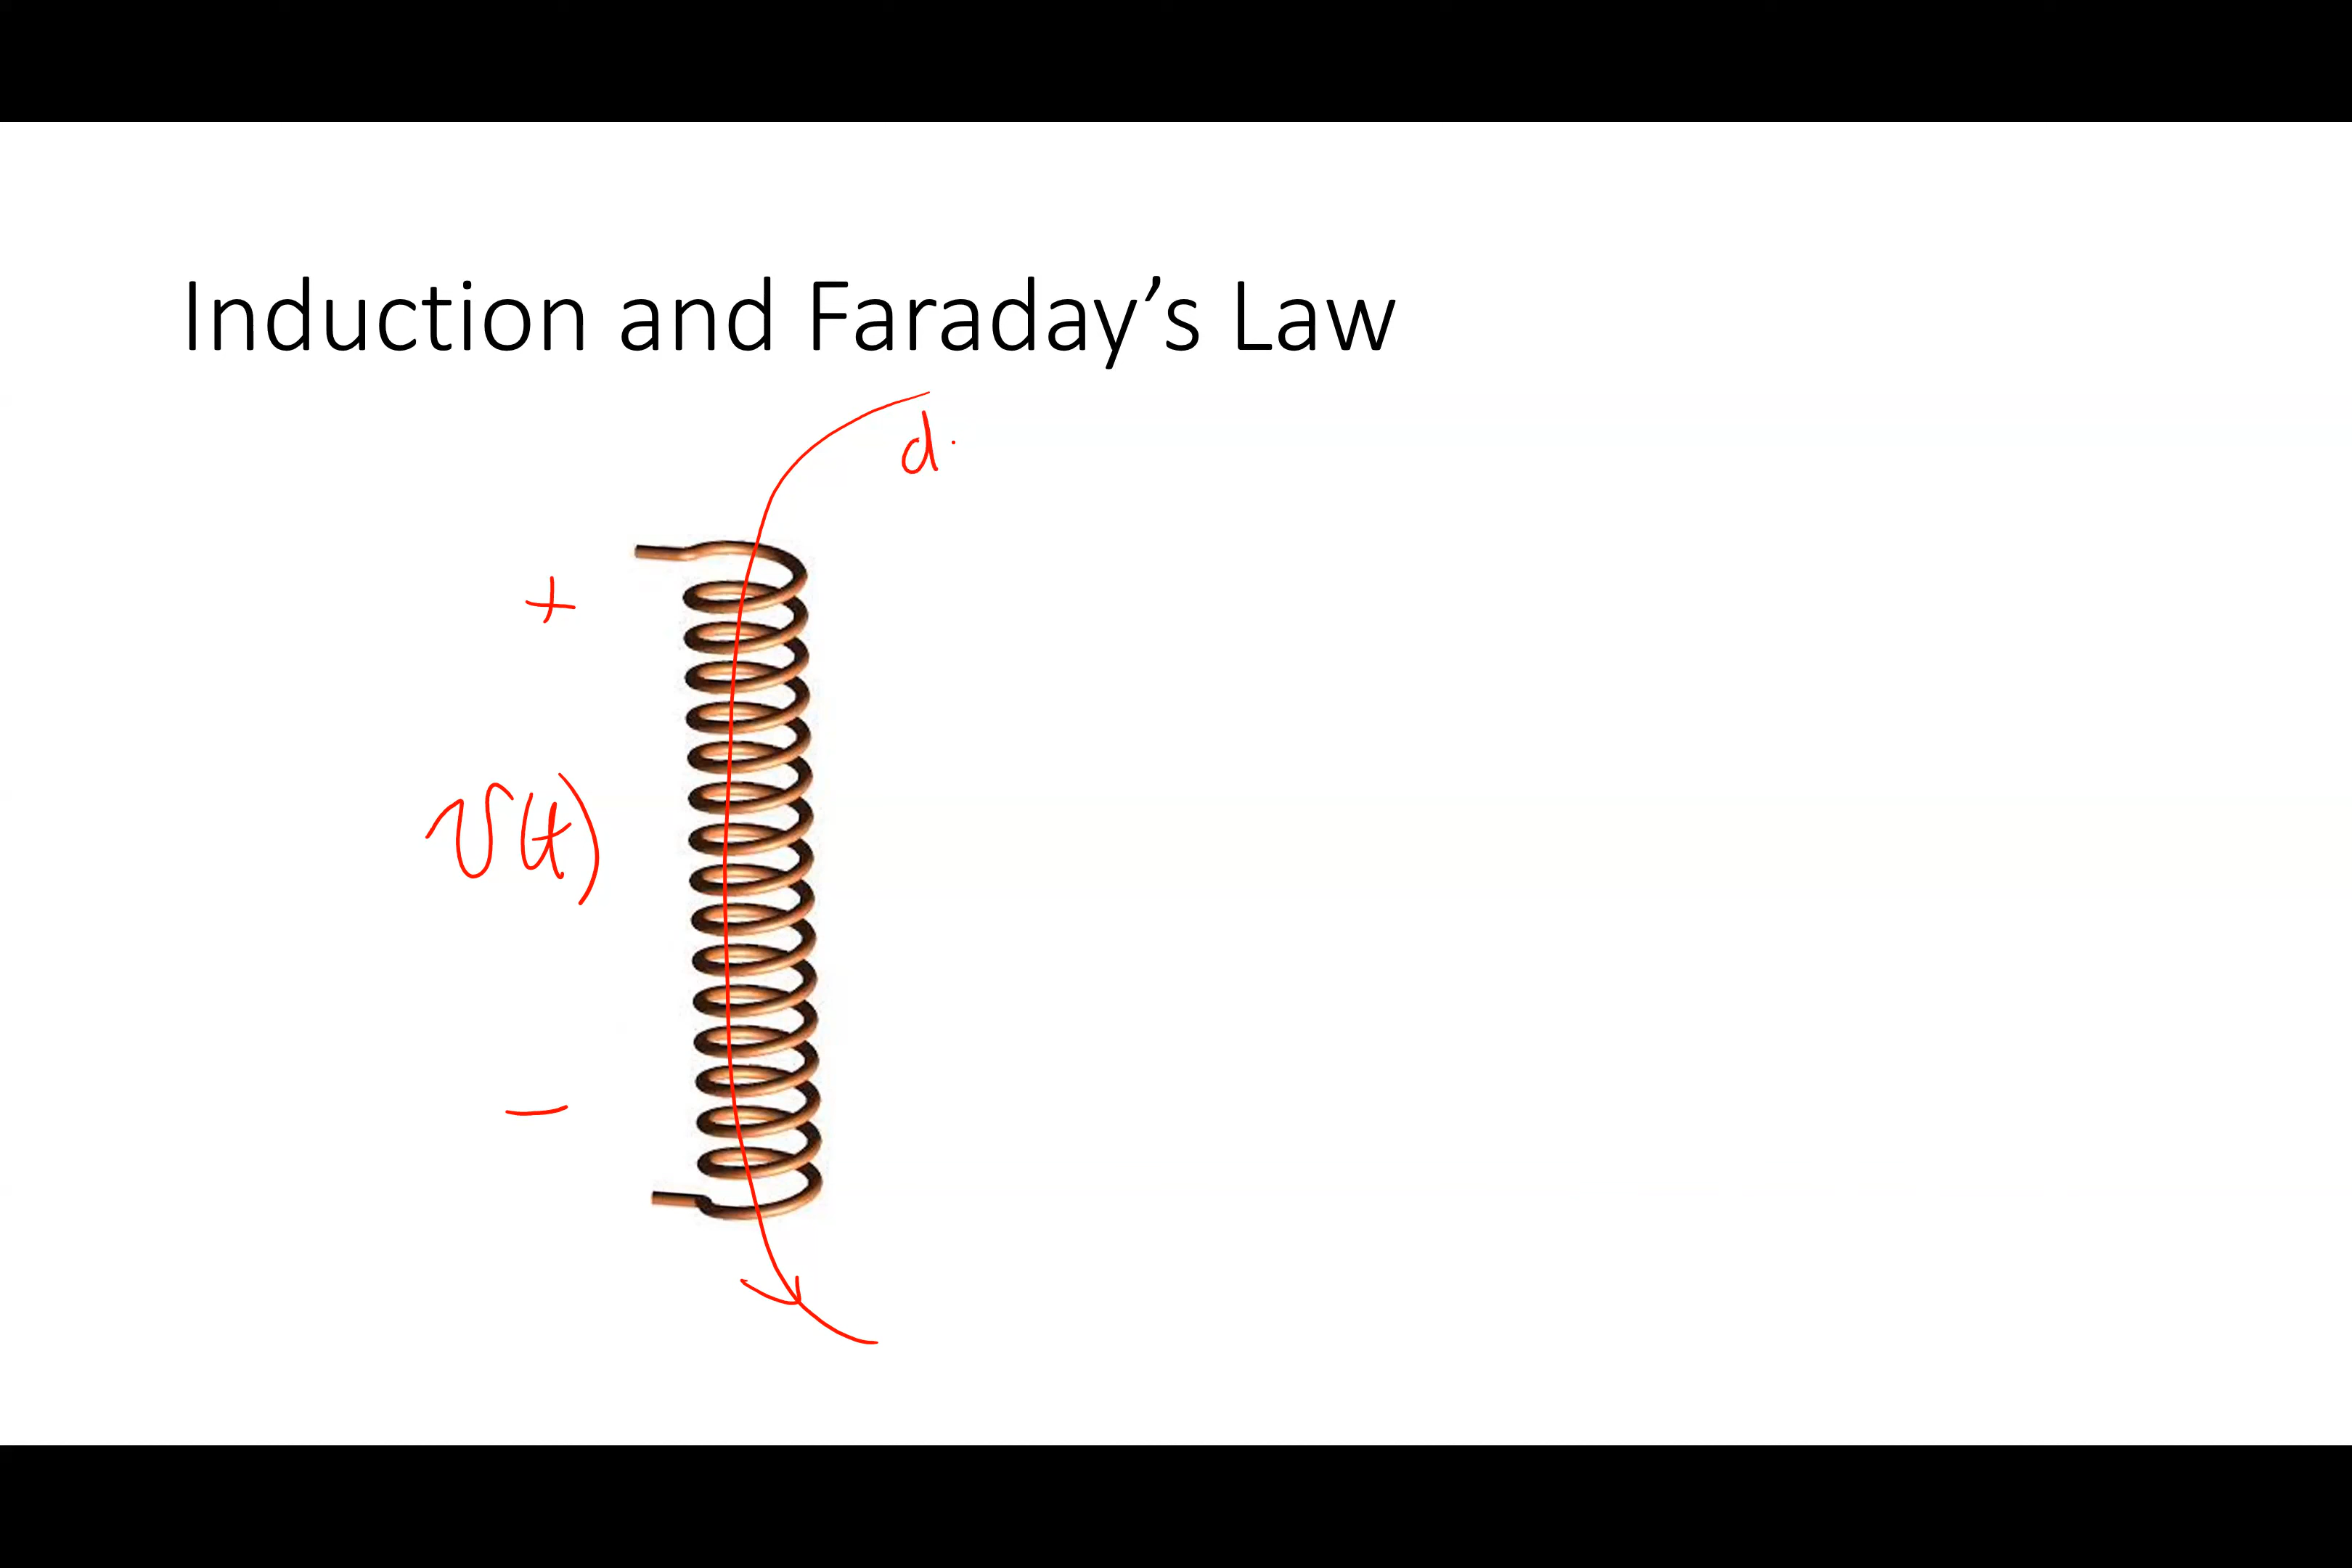 Induction and Faraday’s Law
d.
+
v(t)
−